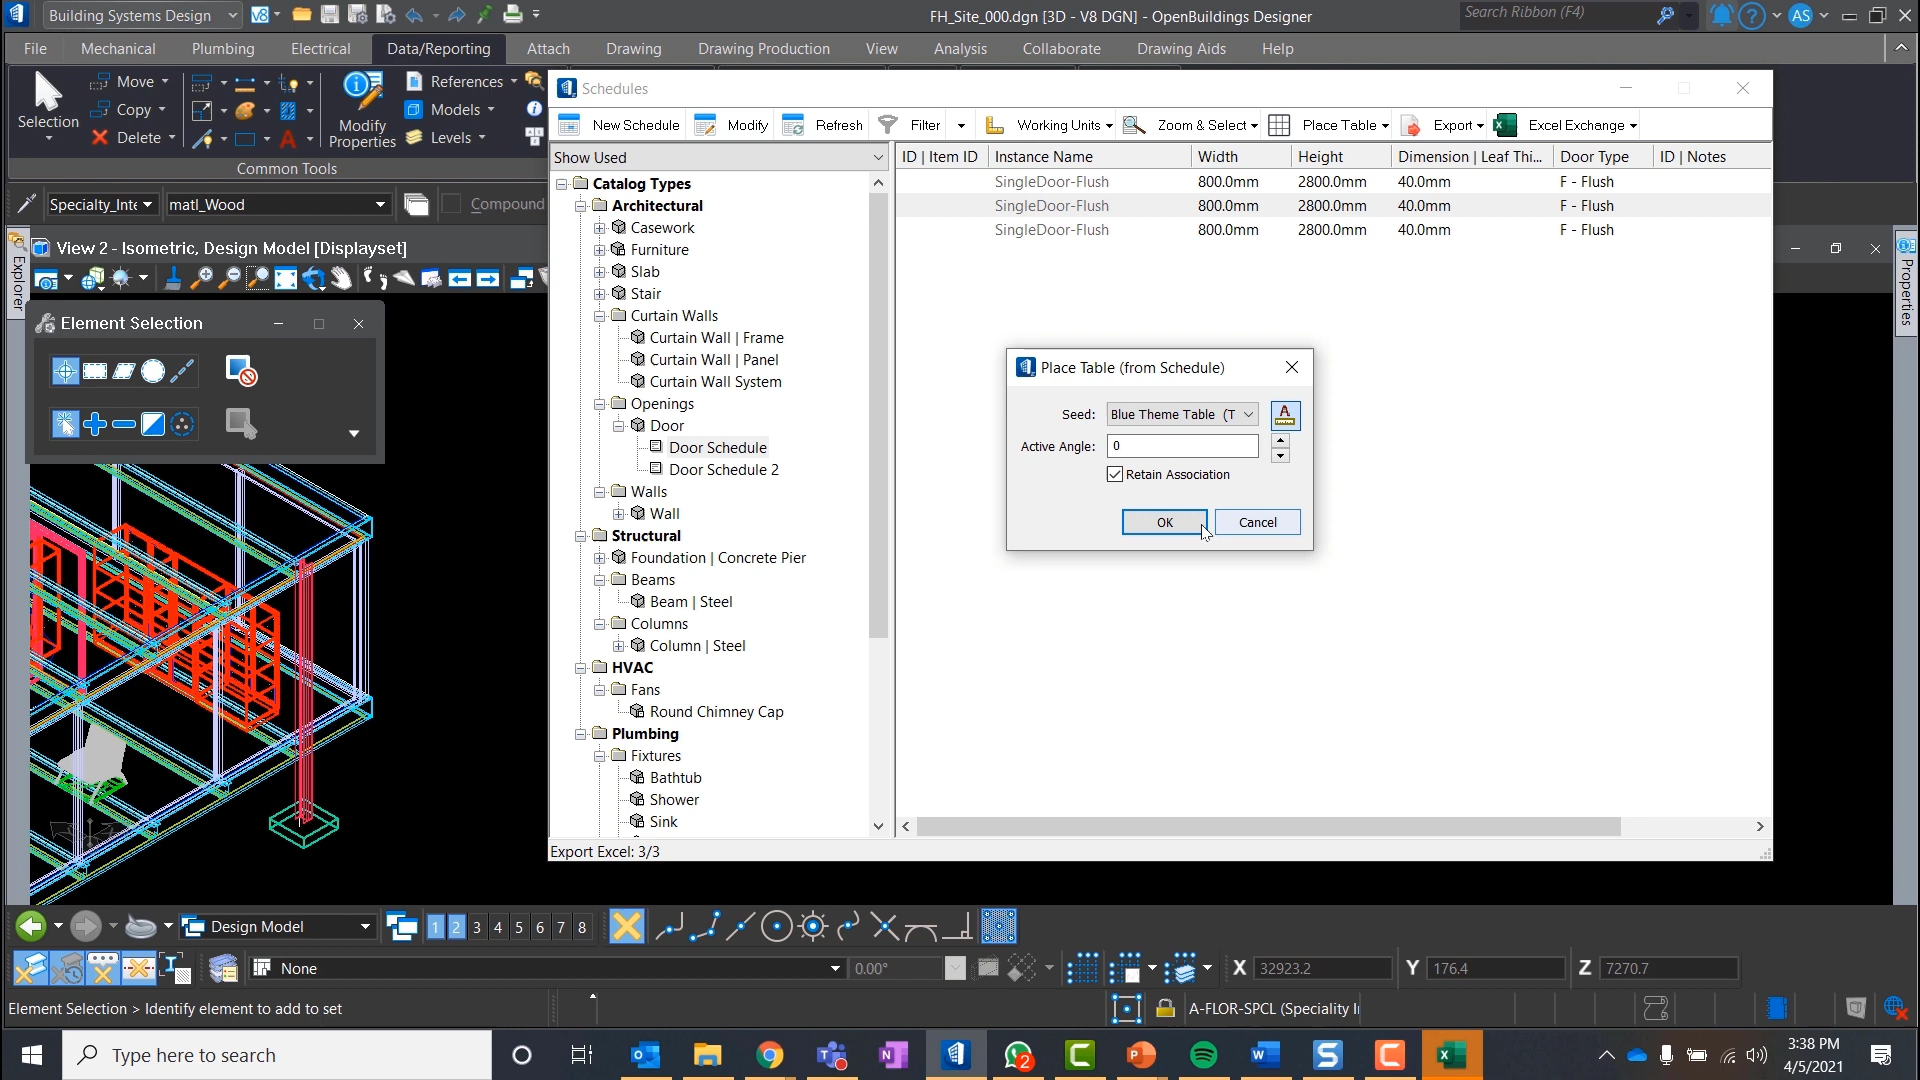 Building Systems Design
FH_Site_000.dgn [3D - V8 DGN] - OpenBuildings Designer
Search Ribbon (F4)
AS
File
Mechanical
Plumbing
Electrical
Data/Reporting
Attach
Drawing
Drawing Production
View
Analysis
Collaborate
Drawing Aids
Help
Selection
Move
Copy
Delete
Modify Properties
References
Models
Levels
Common Tools
Specialty_Inte
matl_Wood
Compound
Schedules
New Schedule
Modify
Refresh
Filter
Working Units
Zoom & Select
Place Table
Export
Excel Exchange
Show Used
ID | Item ID
Instance Name
Width
Height
Dimension | Leaf Thi...
Door Type
ID | Notes
SingleDoor-Flush 800.0mm 2800.0mm 40.0mm F - Flush
SingleDoor-Flush 800.0mm 2800.0mm 40.0mm F - Flush
SingleDoor-Flush 800.0mm 2800.0mm 40.0mm F - Flush
Catalog Types
Architectural
Casework
Furniture
Slab
Stair
Curtain Walls
Curtain Wall | Frame
Curtain Wall | Panel
Curtain Wall System
Openings
Door
Door Schedule
Door Schedule 2
Walls
Wall
Structural
Foundation | Concrete Pier
Beams
Beam | Steel
Columns
Column | Steel
HVAC
Fans
Round Chimney Cap
Plumbing
Fixtures
Bathtub
Shower
Sink
Export Excel: 3/3
Place Table (from Schedule)
Seed: Blue Theme Table (T
Active Angle: 0
Retain Association
OK
Cancel
View 2 - Isometric, Design Model [Displayset]
Explorer
Properties
Element Selection
Design Model
1 2 3 4 5 6 7 8
None
0.00°
X 32923.2
Y 176.4
Z 7270.7
Element Selection > Identify element to add to set
A-FLOR-SPCL (Speciality I
Type here to search
2
3:38 PM
4/5/2021